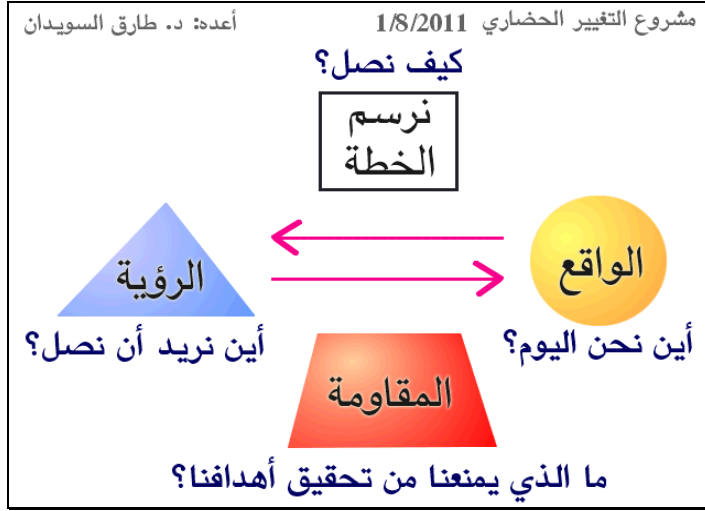 مشروع التغيير الحضاري 1/8/2011
أعده: د. طارق السويدان
كيف نصل؟
نرسم
الخطة
الواقع
الرؤية
أين نحن اليوم؟
أين نريد أن نصل؟
المقاومة
ما الذي يمنعنا من تحقيق أهدافنا؟